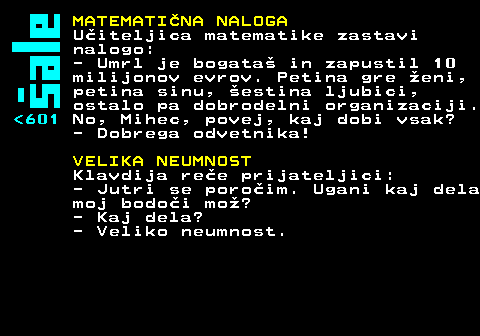 Šale
<601
MATEMATIČNA NALOGA
Učiteljica matematike zastavi
nalogo:
- Umrl je bogataš in zapustil 10
milijonov evrov. Petina gre ženi,
petina sinu, šestina ljubici,
ostalo pa dobrodelni organizaciji.
No, Mihec, povej, kaj dobi vsak?
- Dobrega odvetnika!
VELIKA NEUMNOST
Klavdija reče prijateljici:
- Jutri se poročim. Ugani kaj dela
moj bodoči mož?
- Kaj dela?
- Veliko neumnost.